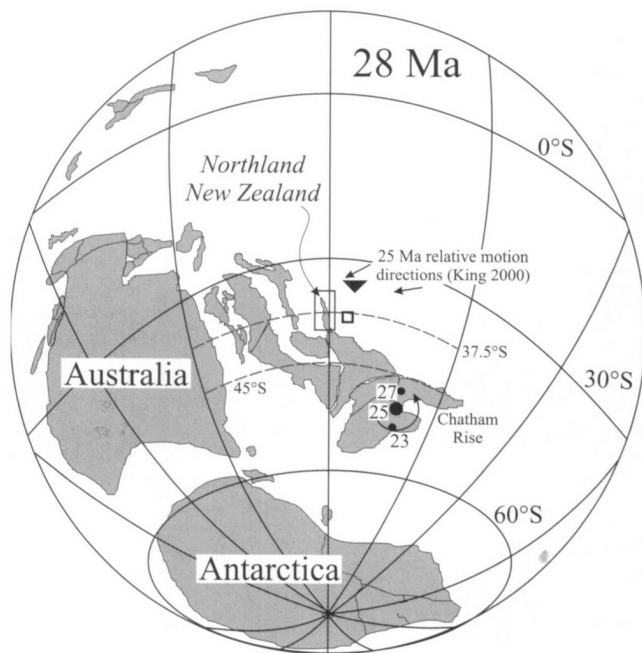 28 Ma
0°S
Northland
New Zealand
25 Ma relative motion
directions (King 2000)
37.5°S
Australia
45°S
30°S
27
25
Chatham
Rise
23
60°S
Antarctica